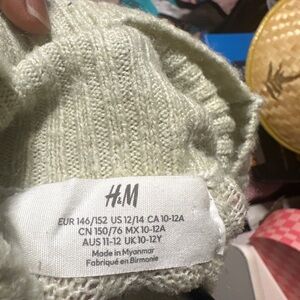 H&M
EUR 146/152 US 12/14 CA 10-12A
CN 150/76 MX 10-12A
AUS 11-12 UK 10-12Y
Made in Myanmar
Fabriqué en Birmanie